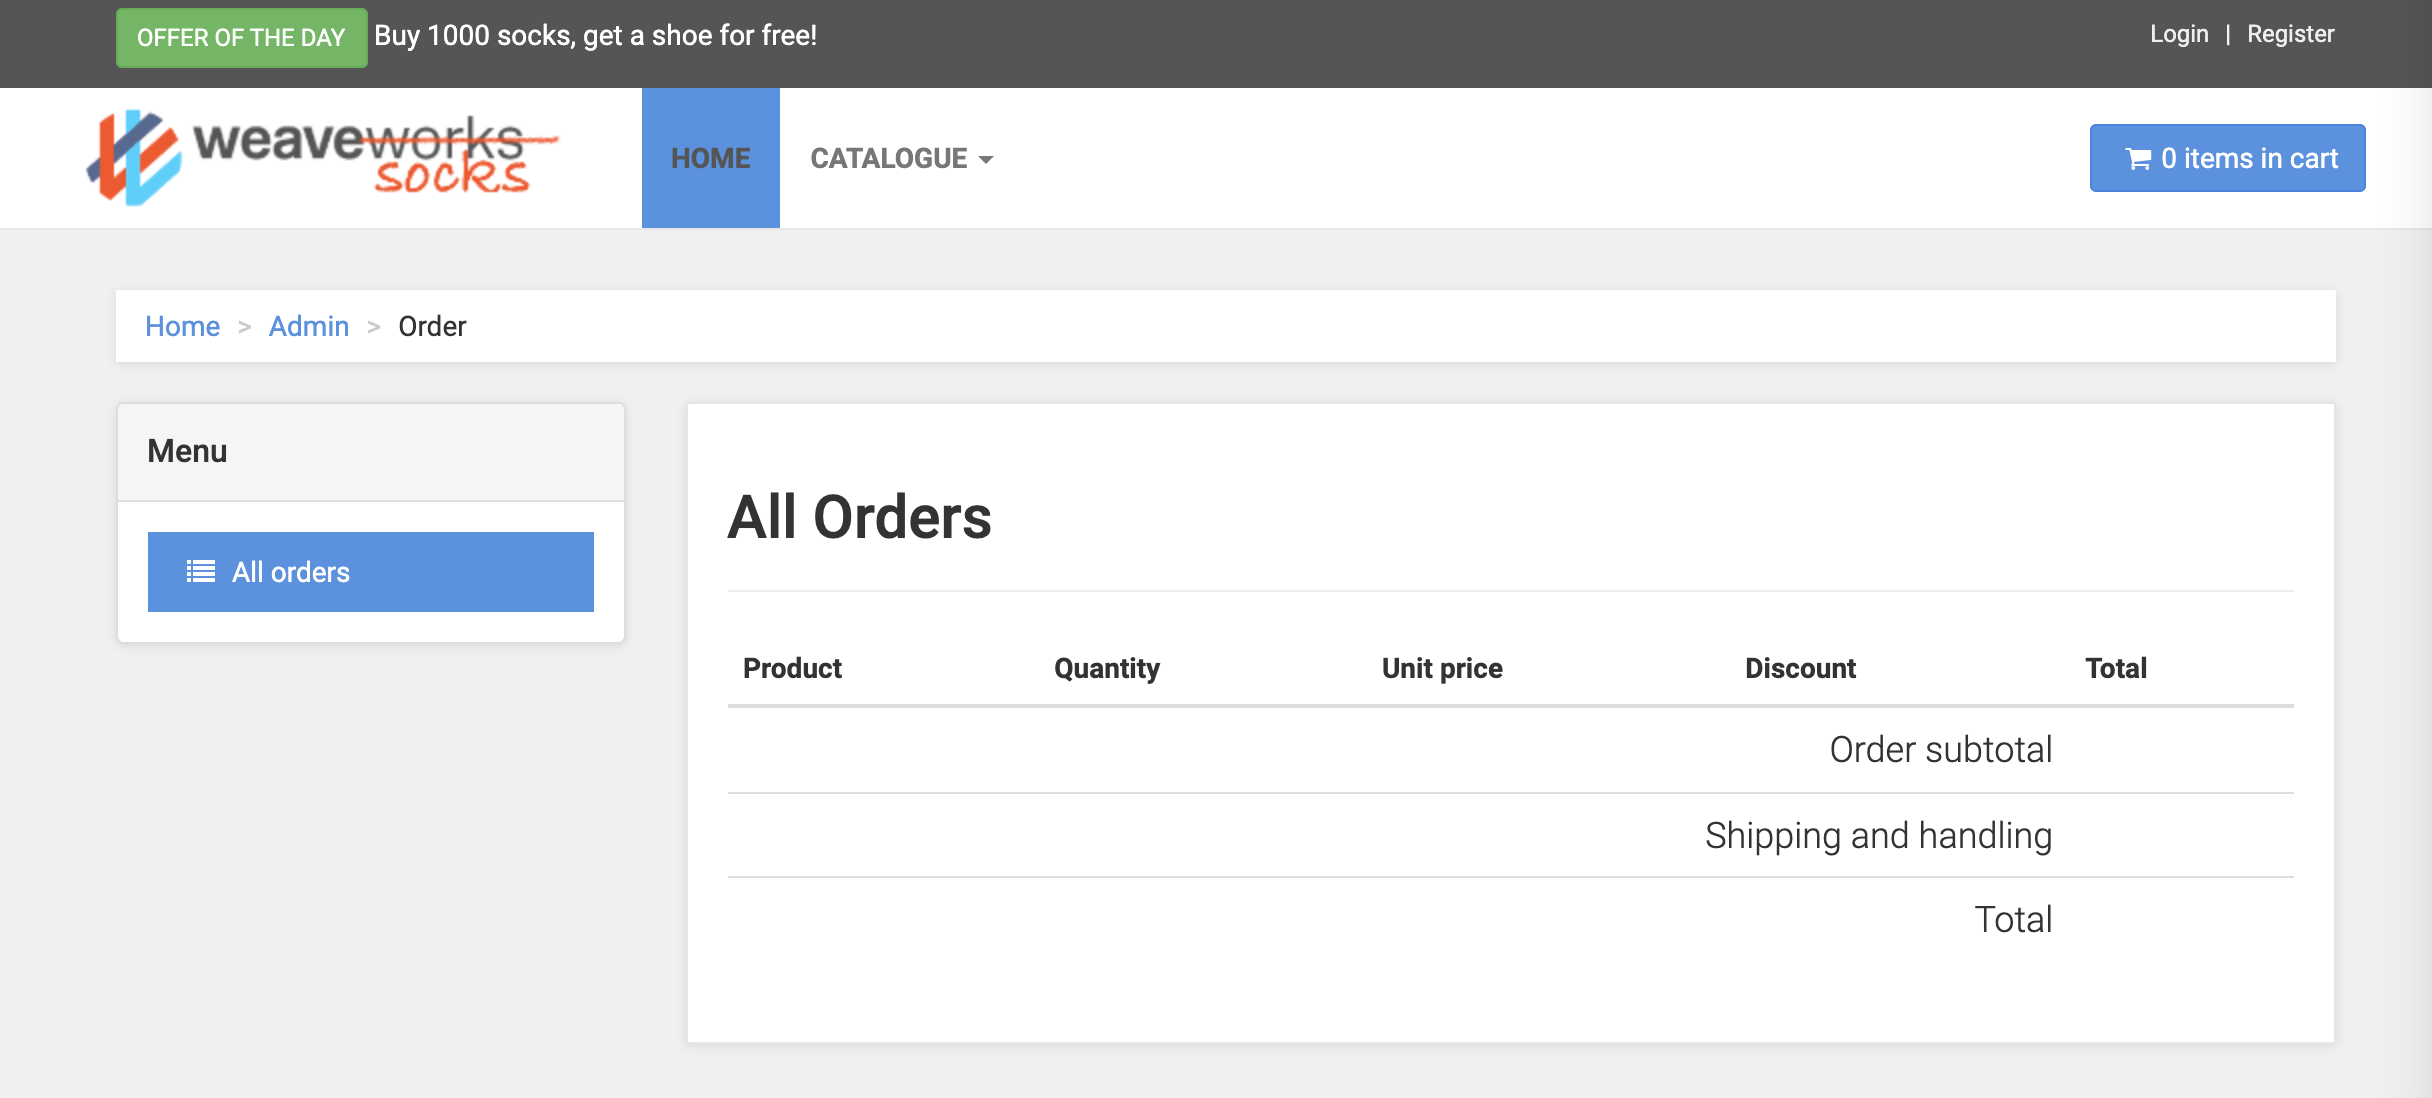 OFFER OF THE DAY Buy 1000 socks, get a shoe for free! Login | Register
weaveworks socks HOME CATALOGUE 0 items in cart
Home > Admin > Order
Menu
All orders
All Orders
Product Quantity Unit price Discount Total
Order subtotal
Shipping and handling
Total